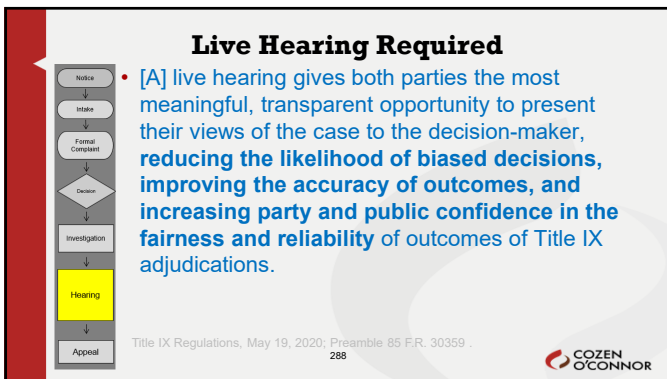 Live Hearing Required
Notice
Intake
Formal
Complaint
Decision
Investigation
Hearing
Appeal
• [A] live hearing gives both parties the most
meaningful, transparent opportunity to present
their views of the case to the decision-maker,
reducing the likelihood of biased decisions,
improving the accuracy of outcomes, and
increasing party and public confidence in the
fairness and reliability of outcomes of Title IX
adjudications.
Title IX Regulations, May 19, 2020; Preamble 85 F.R. 30359 .
288
COZEN
O'CONNOR